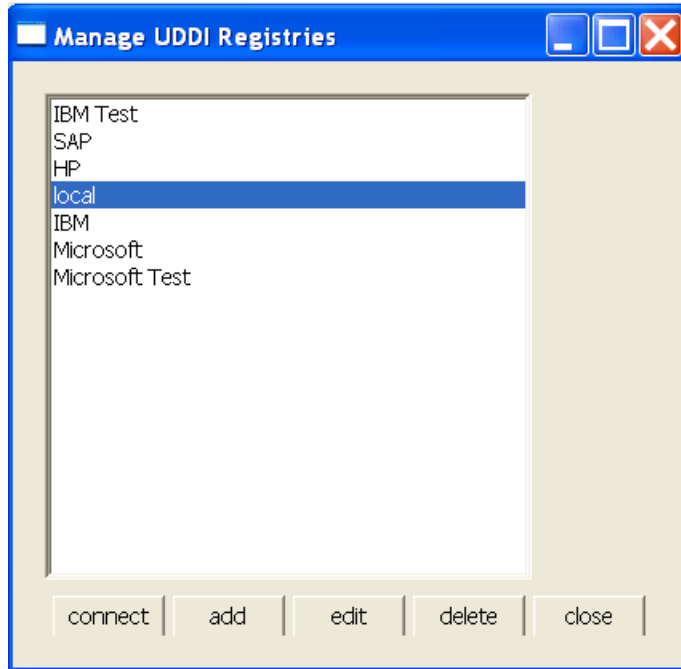 Manage UDDI Registries
IBM Test
SAP
HP
local
IBM
Microsoft
Microsoft Test
connect add edit delete close